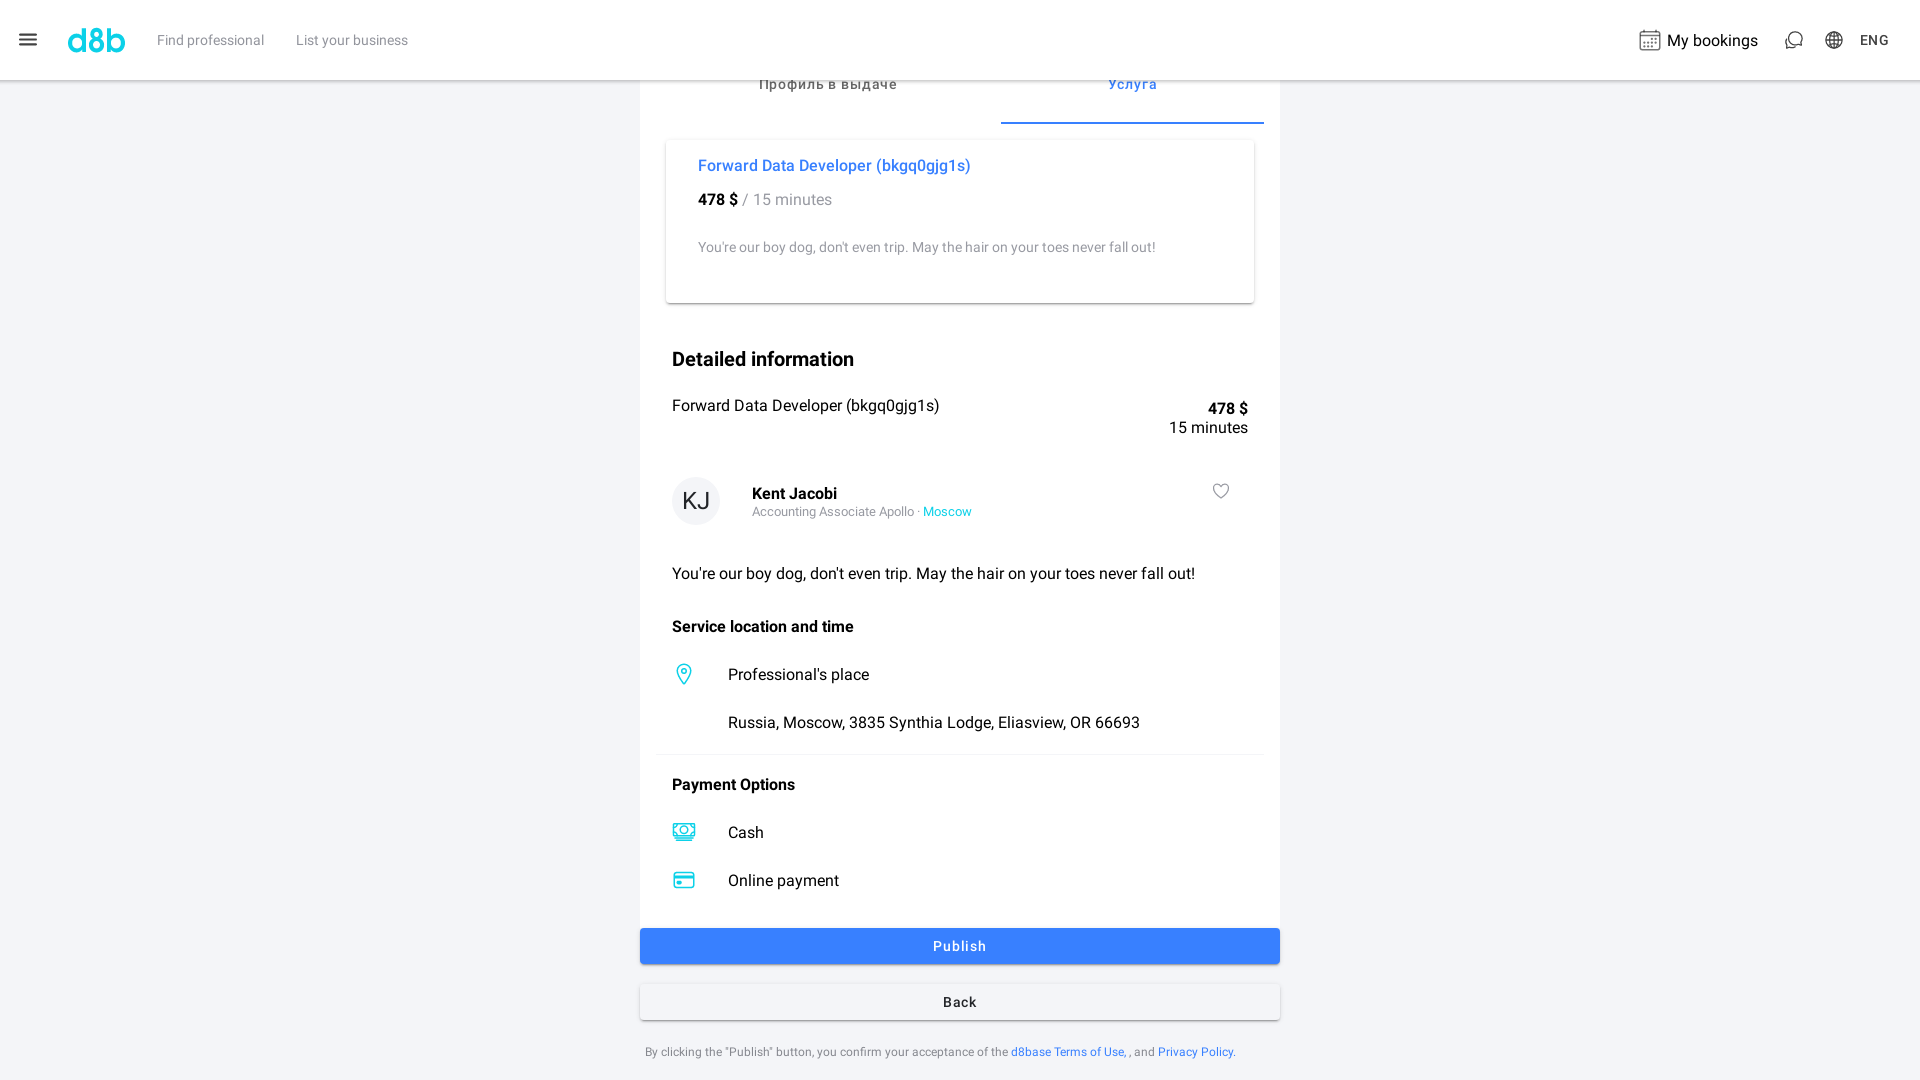 d8b
Find professional
List your business
My bookings
ENG
Профиль в выдаче
Услуга
Forward Data Developer (bkgq0gjg1s)
478 $ / 15 minutes
You're our boy dog, don't even trip. May the hair on your toes never fall out!
Detailed information
Forward Data Developer (bkgq0gjg1s)
478 $
15 minutes
KJ
Kent Jacobi
Accounting Associate Apollo · Moscow
You're our boy dog, don't even trip. May the hair on your toes never fall out!
Service location and time
Professional's place
Russia, Moscow, 3835 Synthia Lodge, Eliasview, OR 66693
Payment Options
Cash
Online payment
Publish
Back
By clicking the "Publish" button, you confirm your acceptance of the d8base Terms of Use, , and Privacy Policy.